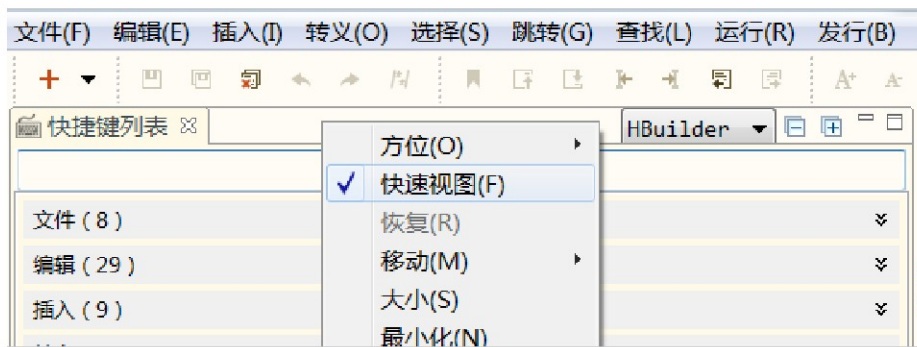 文件(F) 编辑(E) 插入(I) 转义(O) 选择(S) 跳转(G) 查找(L) 运行(R) 发行(B)
A+ A-
快捷键列表 HBuilder
方位(O)
快速视图(F)
文件(8) 恢复(R)
编辑(29) 移动(M)
插入(9) 大小(S)
最小化(N)